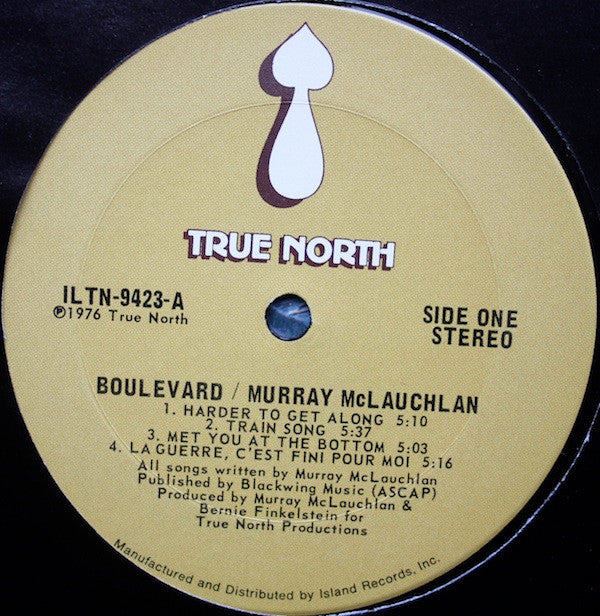 TRUE NORTH
ILTN-9423-A
℗1976 True North
SIDE ONE
STEREO
BOULEVARD / MURRAY McLAUCHLAN
1. HARDER TO GET ALONG 5:10
2. TRAIN SONG 5:37
3. MET YOU AT THE BOTTOM 5:03
4. LA GUERRE, C'EST FINI POUR MOI 5:16
All songs written by Murray McLauchlan
Published by Blackwing Music (ASCAP)
Produced by Murray McLauchlan &
Bernie Finkelstein for
True North Productions
Manufactured and Distributed by Island Records, Inc.